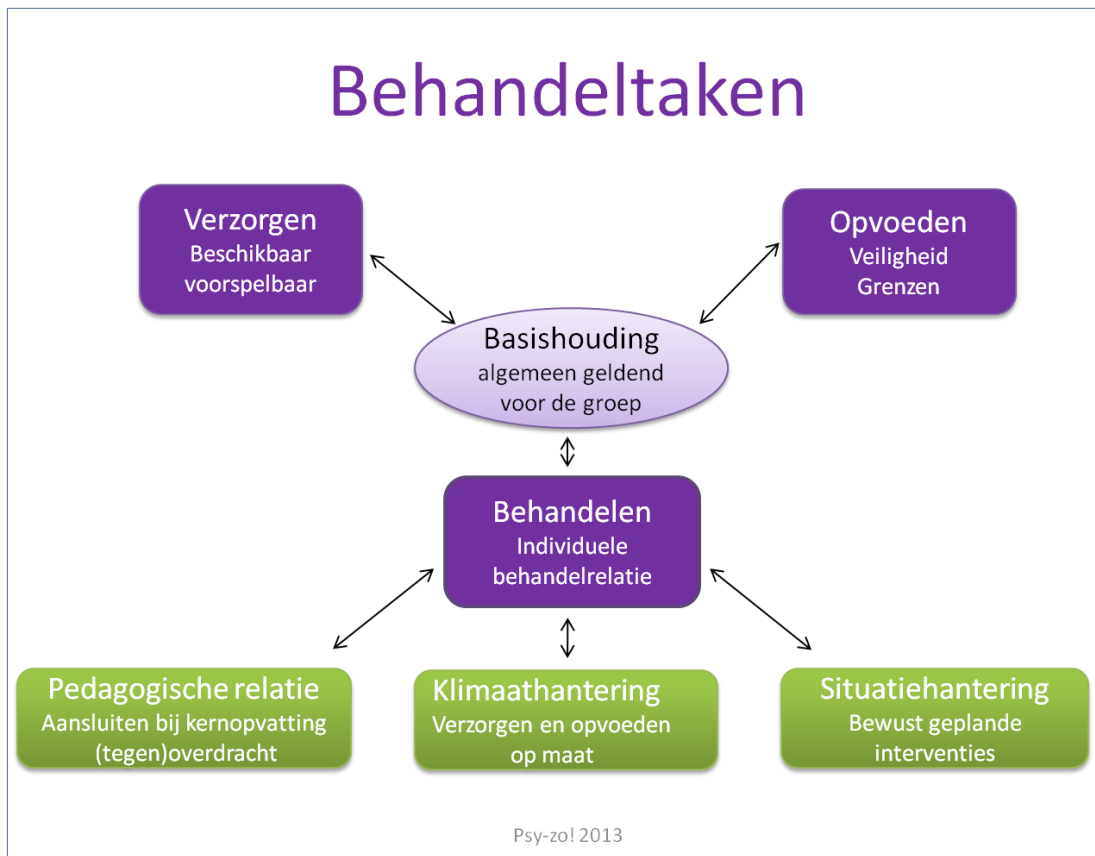 Behandeltaken
Verzorgen
Beschikbaar
voorspelbaar
Opvoeden
Veiligheid
Grenzen
Basishouding
algemeen geldend
voor de groep
Behandelen
Individuele
behandelrelatie
Pedagogische relatie
Aansluiten bij kernopvatting
(tegen)overdracht
Klimaathantering
Verzorgen en opvoeden
op maat
Situatiehantering
Bewust geplande
interventies
Psy-zo! 2013